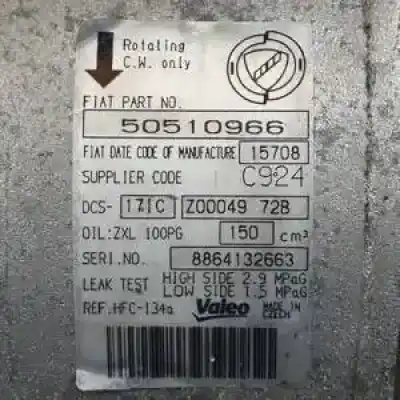 Rotaling
C.W. only
FIAT PART NO.
50510966
FIAT DATE CODE OF MANUFACTURE 15708
SUPPLIER CODE C924
DCS- 17IC Z00049 72B
OIL:ZXL 100PG 150 cm³
SERI.NO. 8864132663
LEAK TEST HIGH SIDE 2.9 MPaG
LOW SIDE 1.5 MPaG
REF.HFC-134a Valeo MADE IN CZECH